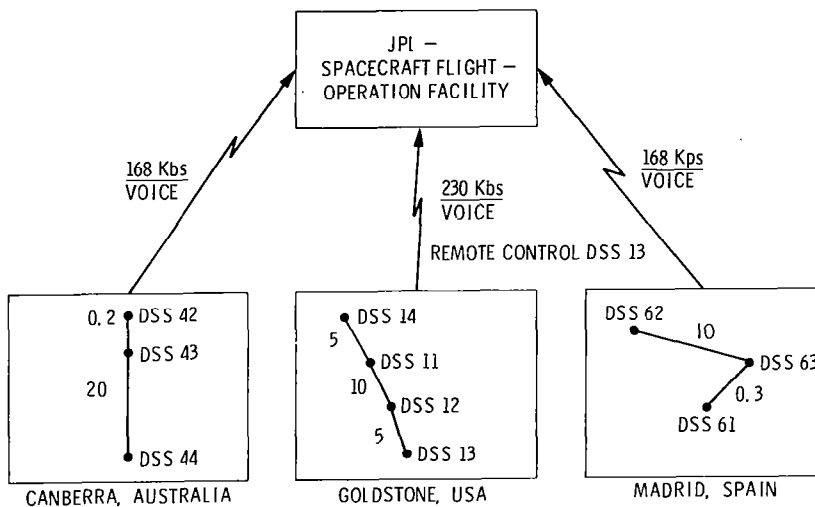 JPL –
SPACECRAFT FLIGHT –
OPERATION FACILITY
168 Kbs
VOICE
230 Kbs
VOICE
168 Kps
VOICE
REMOTE CONTROL DSS 13
0.2
DSS 42
DSS 43
20
DSS 44
CANBERRA, AUSTRALIA
DSS 14
5
DSS 11
10
DSS 12
5
DSS 13
GOLDSTONE, USA
DSS 62
10
DSS 63
0.3
DSS 61
MADRID, SPAIN